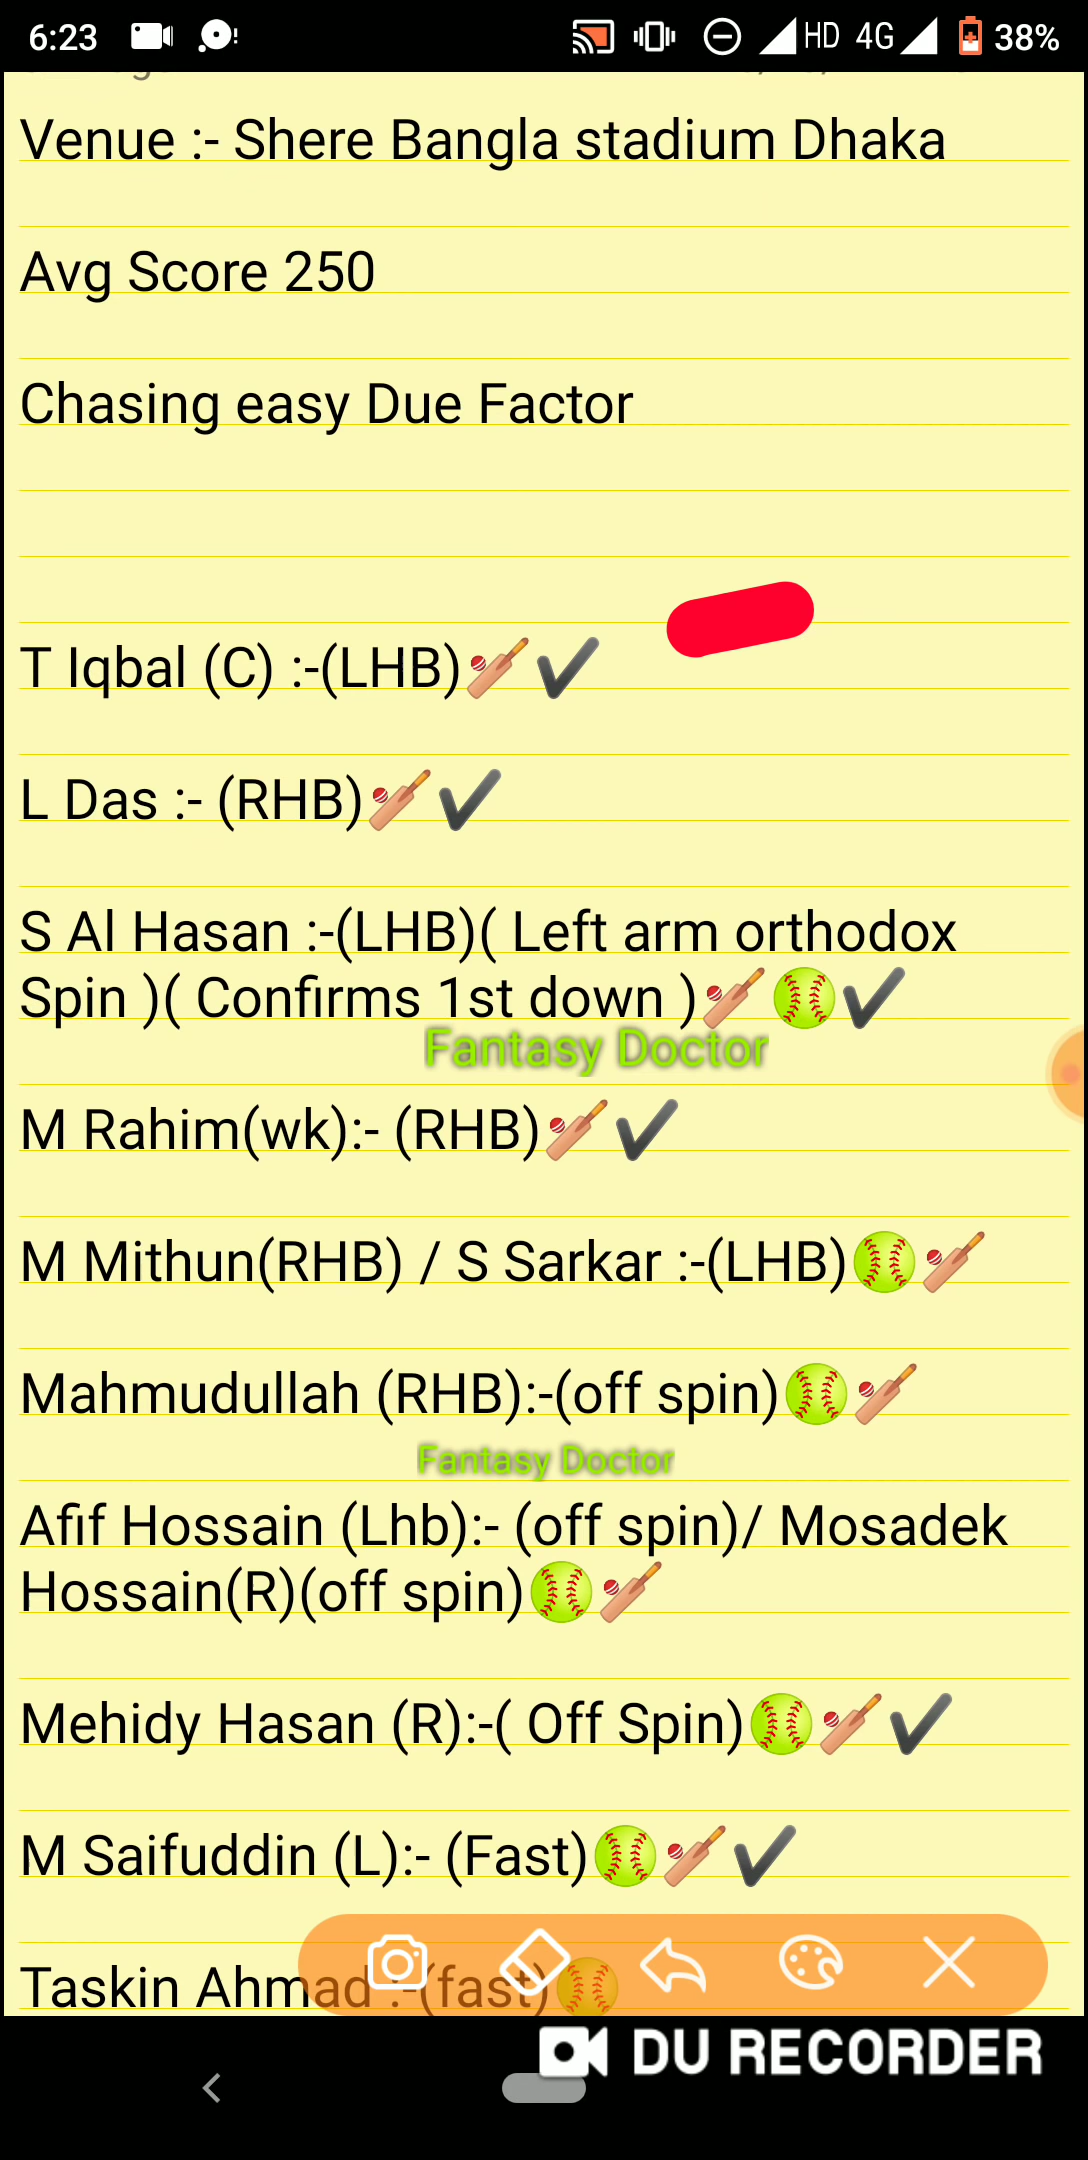 6:23 HD 4G 38%
Venue :- Shere Bangla stadium Dhaka
Avg Score 250
Chasing easy Due Factor
T Iqbal (C) :-(LHB)🏏✔
L Das :- (RHB)🏏✔
S Al Hasan :-(LHB)( Left arm orthodox
Spin )( Confirms 1st down )🏏🥎✔
Fantasy Doctor
M Rahim(wk):- (RHB)🏏✔
M Mithun(RHB) / S Sarkar :-(LHB)🥎🏏
Mahmudullah (RHB):-(off spin)🥎🏏
Fantasy Doctor
Afif Hossain (Lhb):- (off spin)/ Mosadek
Hossain(R)(off spin)🥎🏏
Mehidy Hasan (R):-( Off Spin)🥎🏏✔
M Saifuddin (L):- (Fast)🥎🏏✔
Taskin Ahmad :-(fast)🥎
DU RECORDER